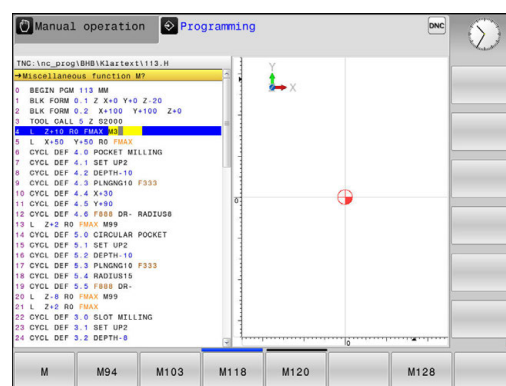 Manual operation
Programming
DNC
TNC:\nc_prog\BHB\Klartext\113.H
→Miscellaneous function M?
0 BEGIN PGM 113 MM
1 BLK FORM 0.1 Z X+0 Y+0 Z-20
2 BLK FORM 0.2 X+100 Y+100 Z+0
3 TOOL CALL 5 Z S2000
4 L Z+10 R0 FMAX M3
5 L X+50 Y+50 R0 FMAX
6 CYCL DEF 4.0 POCKET MILLING
7 CYCL DEF 4.1 SET UP2
8 CYCL DEF 4.2 DEPTH-10
9 CYCL DEF 4.3 PLNGNG10 F333
10 CYCL DEF 4.4 X+30
11 CYCL DEF 4.5 Y+90
12 CYCL DEF 4.6 F888 DR- RADIUS8
13 L Z+2 R0 FMAX M99
14 CYCL DEF 5.0 CIRCULAR POCKET
15 CYCL DEF 5.1 SET UP2
16 CYCL DEF 5.2 DEPTH-10
17 CYCL DEF 5.3 PLNGNG10 F333
18 CYCL DEF 5.4 RADIUS15
19 CYCL DEF 5.5 F888 DR-
20 L Z-8 R0 FMAX M99
21 L Z+2 R0 FMAX
22 CYCL DEF 3.0 SLOT MILLING
23 CYCL DEF 3.1 SET UP2
24 CYCL DEF 3.2 DEPTH-8
Y
X
0
0
M M94 M103 M118 M120 M128